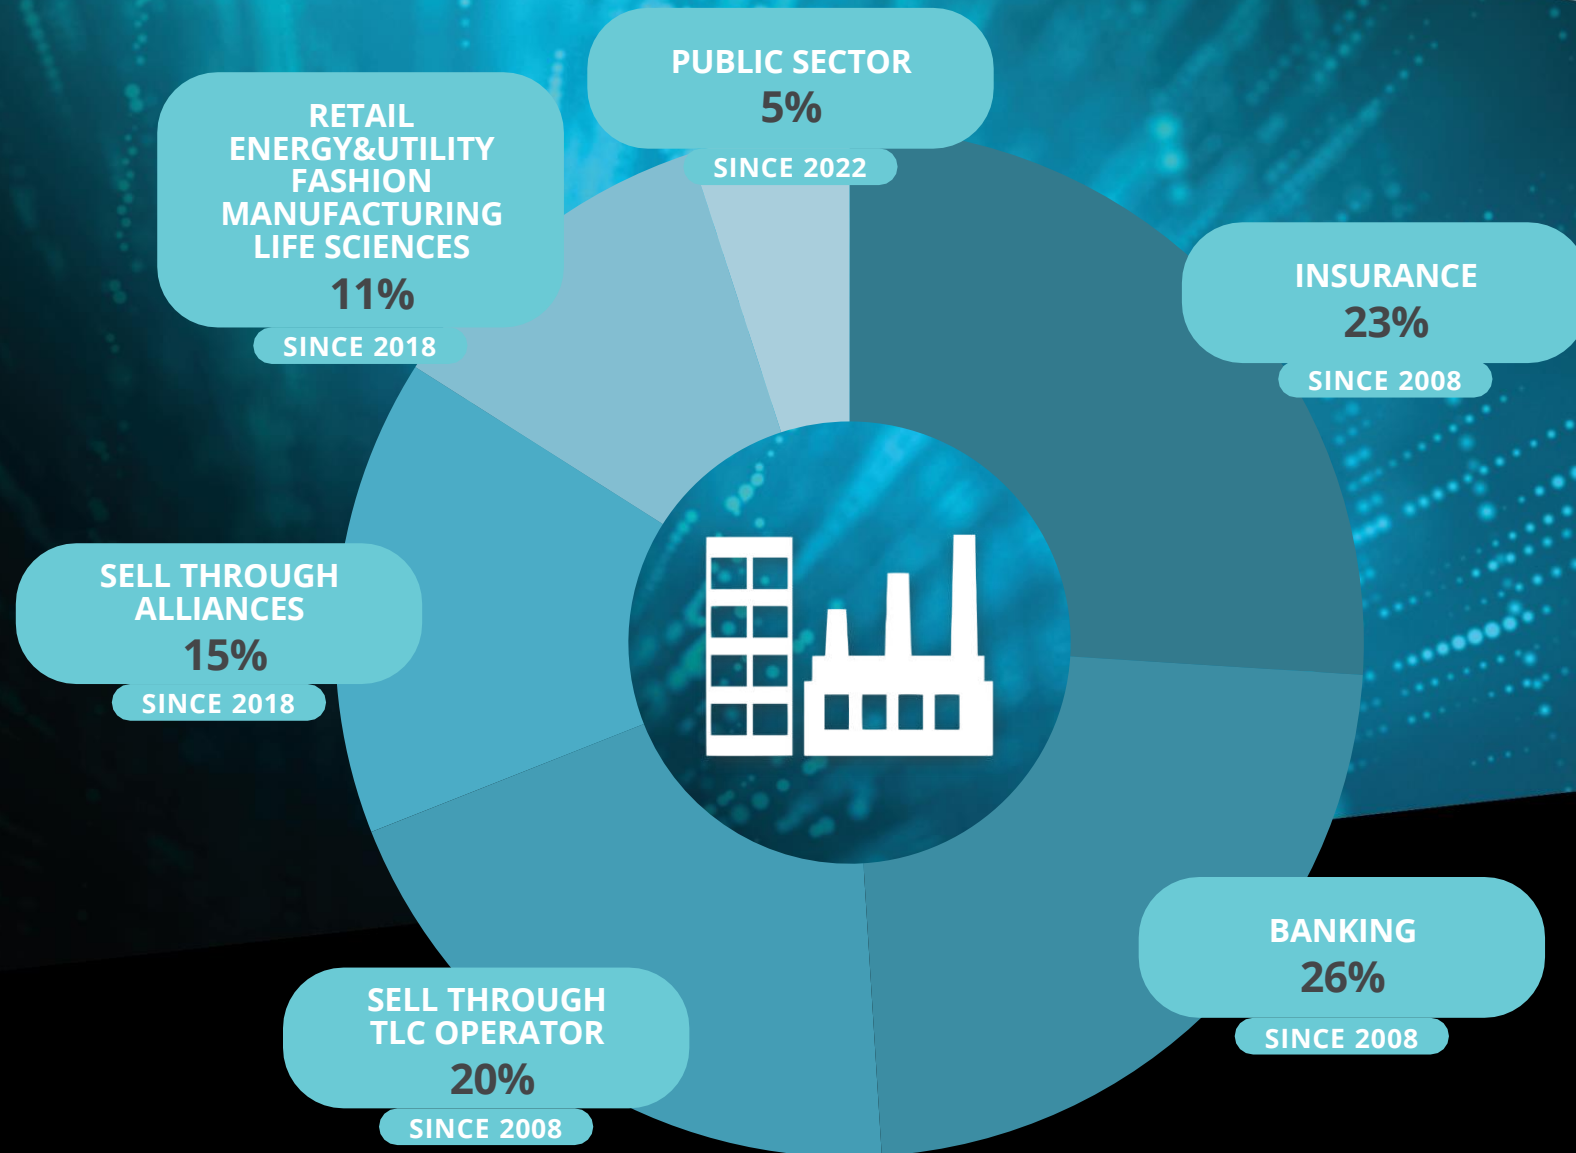 PUBLIC SECTOR
5%
SINCE 2022
RETAIL
ENERGY&UTILITY
FASHION
MANUFACTURING
LIFE SCIENCES
11%
SINCE 2018
INSURANCE
23%
SINCE 2008
SELL THROUGH
ALLIANCES
15%
SINCE 2018
BANKING
26%
SINCE 2008
SELL THROUGH
TLC OPERATOR
20%
SINCE 2008